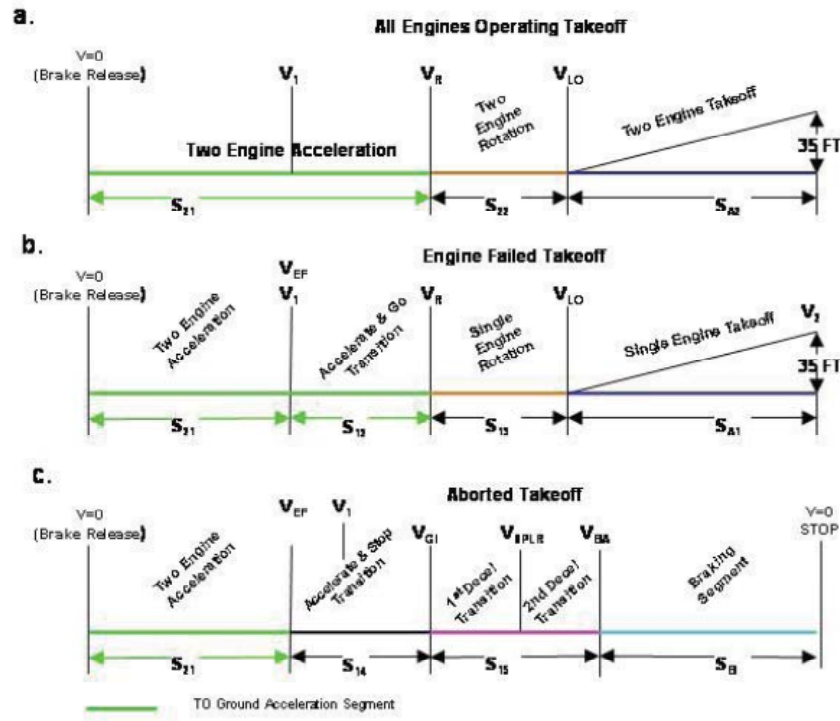 a.
All Engines Operating Takeoff
V=0
(Brake Release)
V1
VR
VLO
Two
Engine
Rotation
Two Engine Takeoff
Two Engine Acceleration
35 FT
S21
S22
SA2
b.
Engine Failed Takeoff
V=0
(Brake Release)
VEF
V1
VR
VLO
V2
Two Engine
Acceleration
Accelerate & Go
Transition
Single
Engine
Rotation
Single Engine Takeoff
35 FT
S21
S12
S13
SA1
c.
Aborted Takeoff
V=0
(Brake Release)
VEF
V1
VGI
VBA
V=0
STOP
Two Engine
Acceleration
Accelerate & Stop
Transition
1st Decel
Transition
2nd Decel
Transition
Braking
Segment
S21
S14
S15
TO Ground Acceleration Segment